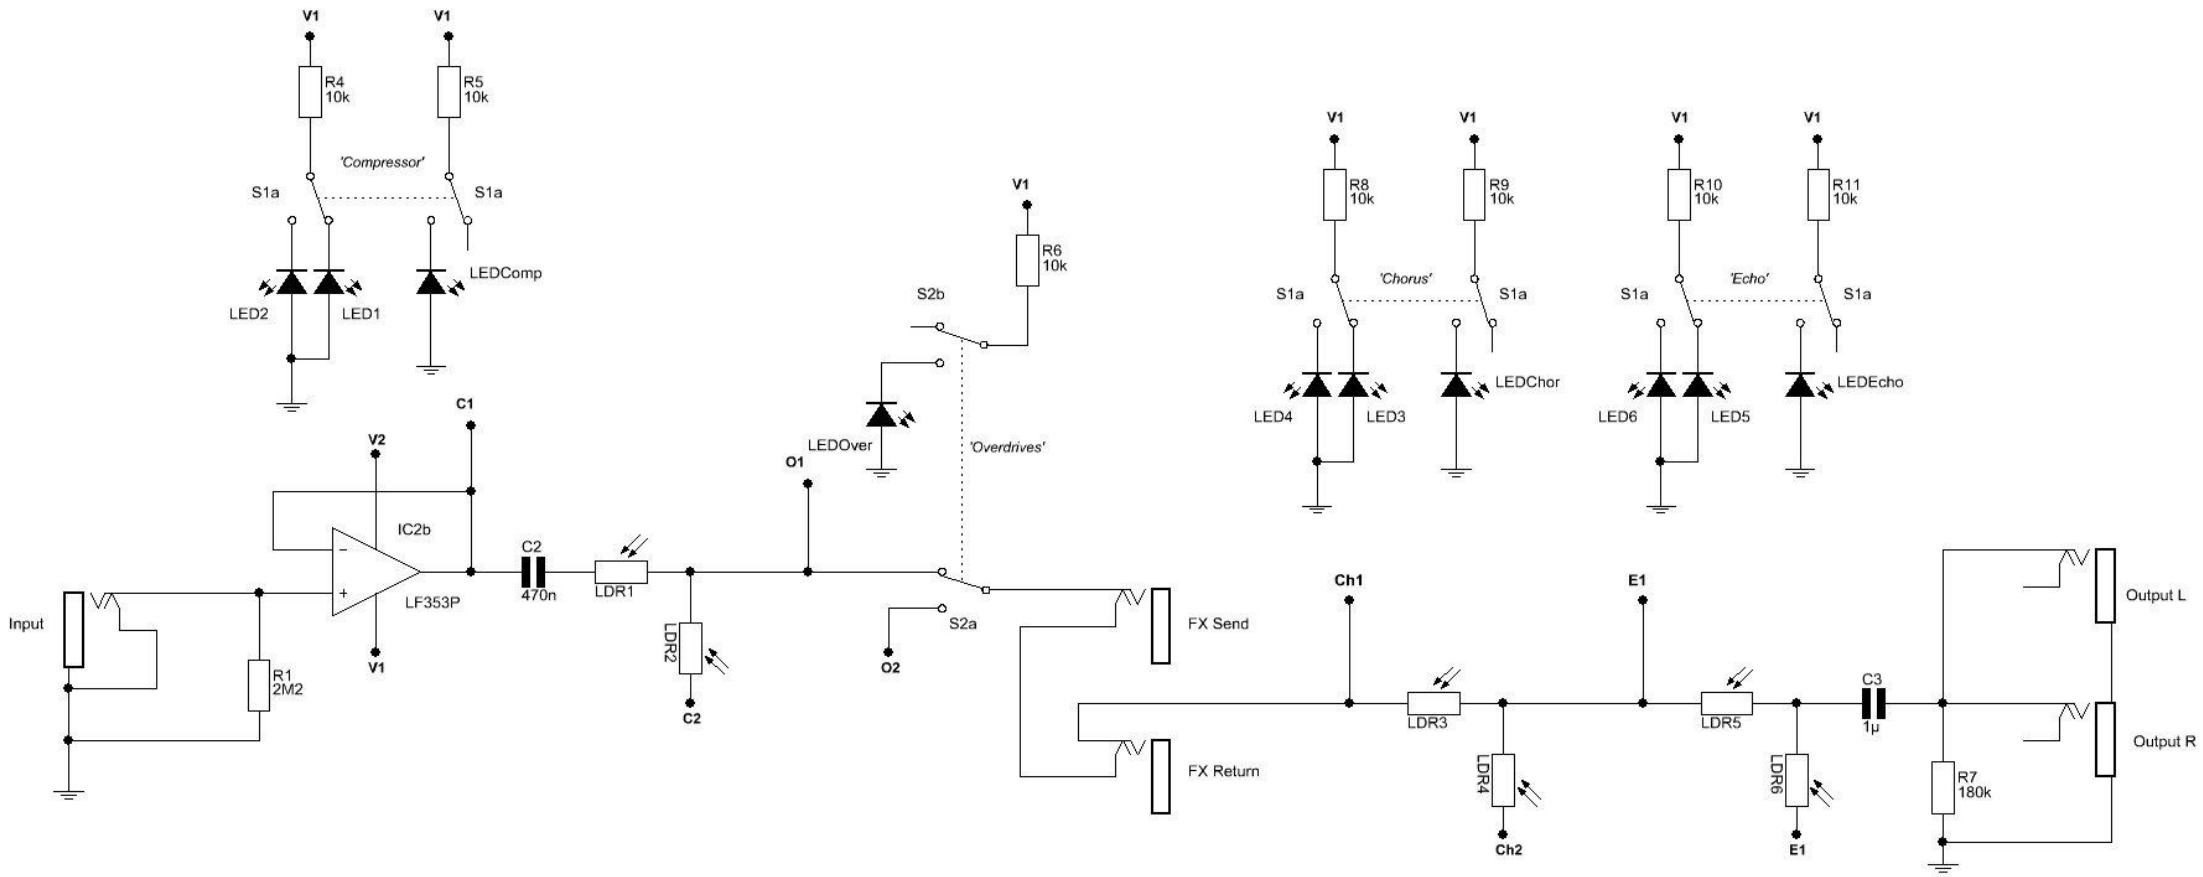 V1
V1
R4
10k
R5
10k
'Compressor'
S1a
S1a
LEDComp
LED2
LED1
V1
R6
10k
S2b
LEDOver
'Overdrives'
V1
V1
V1
V1
R8
10k
R9
10k
R10
10k
R11
10k
'Chorus'
'Echo'
S1a
S1a
S1a
S1a
LEDChor
LEDEcho
LED4
LED3
LED6
LED5
C1
V2
O1
IC2b
−
+
LF353P
C2
470n
LDR1
Input
R1
2M2
V1
LDR2
C2
S2a
O2
FX Send
FX Return
Ch1
E1
LDR3
LDR4
Ch2
LDR5
LDR6
E1
C3
1µ
R7
180k
Output L
Output R